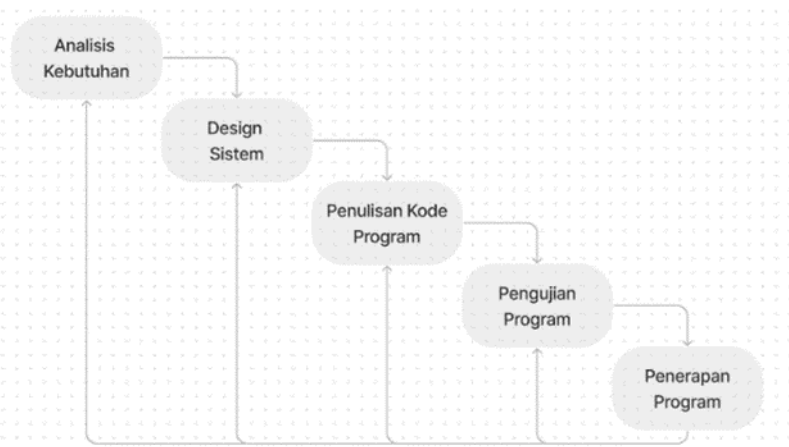 Analisis
Kebutuhan
Design
Sistem
Penulisan Kode
Program
Pengujian
Program
Penerapan
Program